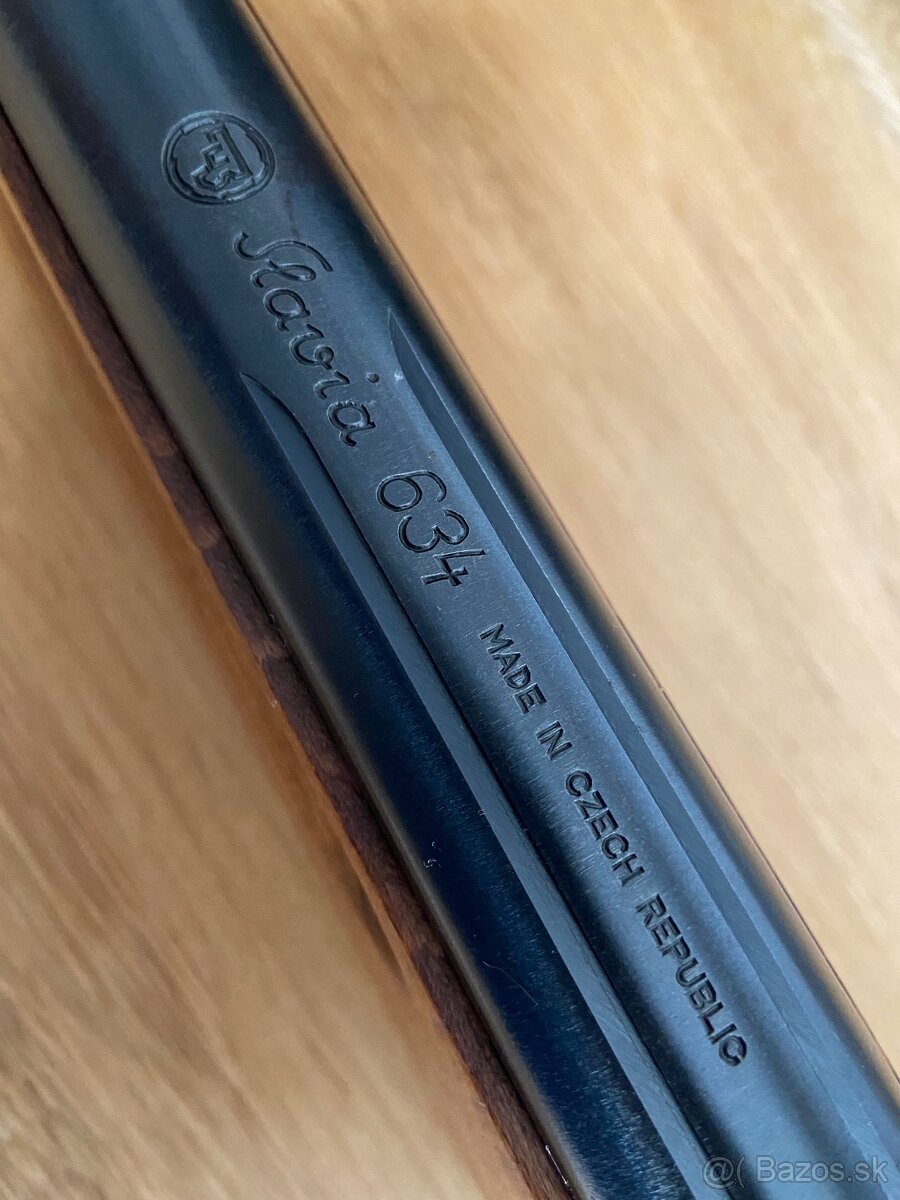 Slavia 634
MADE IN CZECH REPUBLIC
@( Bazos.sk